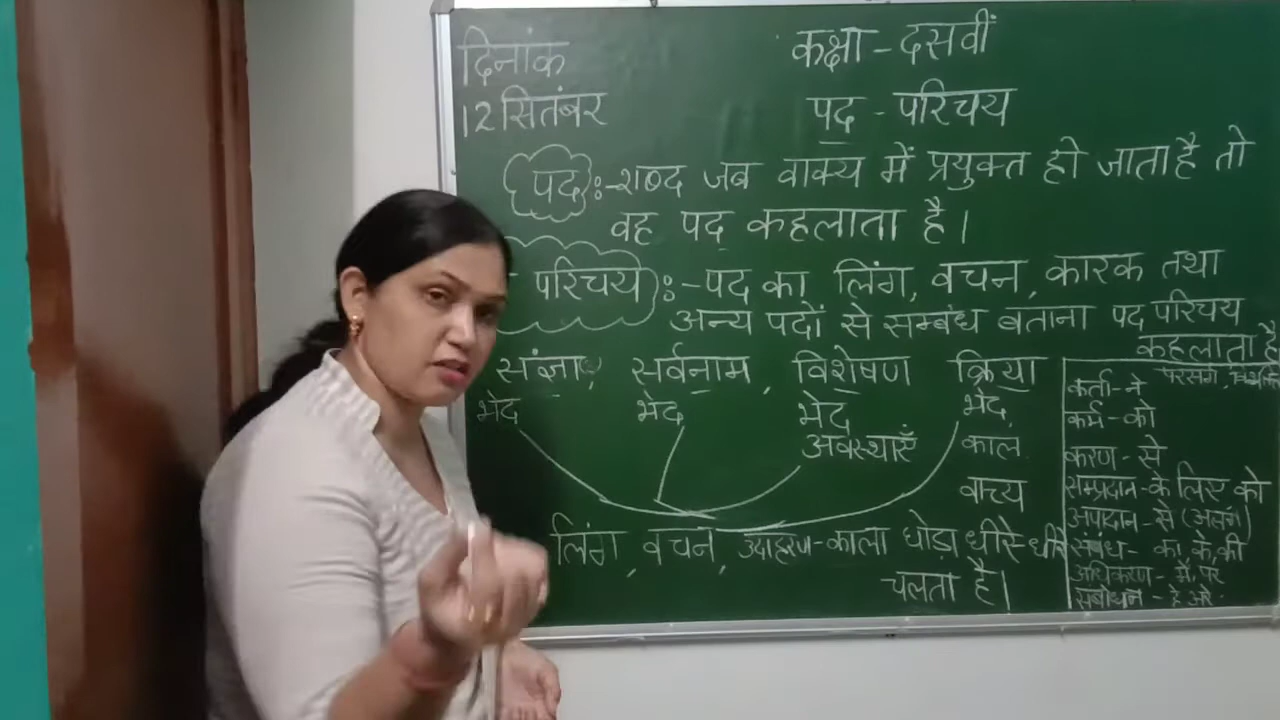 दिनांक
कक्षा - दसवीं
12 सितंबर
पद - परिचय
पद :- शब्द जब वाक्य में प्रयुक्त हो जाता है तो
वह पद कहलाता है।
परिचय :- पद का लिंग, वचन, कारक तथा
अन्य पदों से सम्बंध बताना पद परिचय
कहलाता है
संज्ञा, सर्वनाम, विशेषण क्रिया
भेद भेद भेद भेद,
अवस्थाएँ काल
वाच्य
लिंग, वचन, उदाहरण - काला घोड़ा धीरे-धीरे
चलता है।
परसर्ग,
कर्ता - ने
कर्म - को
करण - से
सम्प्रदान - के लिए को
अपादान - से (अलग)
संबंध - का, के, की
अधिकरण - में, पर
संबोधन - हे अरे